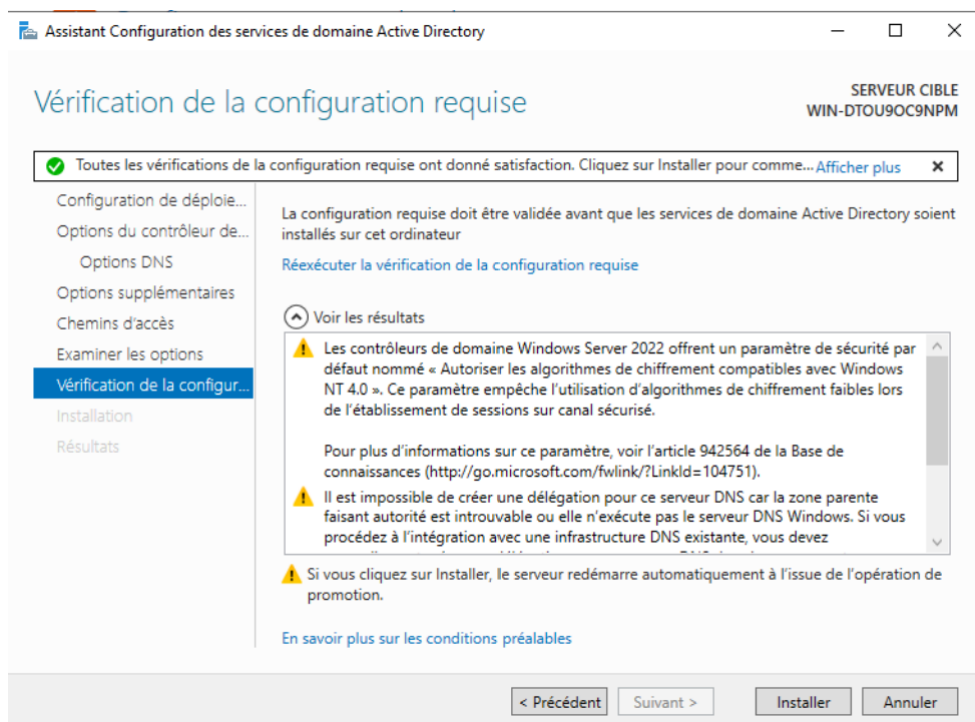 Assistant Configuration des services de domaine Active Directory
Vérification de la configuration requise
SERVEUR CIBLE
WIN-DTOU9OC9NPM
Toutes les vérifications de la configuration requise ont donné satisfaction. Cliquez sur Installer pour comme... Afficher plus
Configuration de déploie...
Options du contrôleur de...
Options DNS
Options supplémentaires
Chemins d'accès
Examiner les options
Vérification de la configur...
Installation
Résultats
La configuration requise doit être validée avant que les services de domaine Active Directory soient
installés sur cet ordinateur
Réexécuter la vérification de la configuration requise
Voir les résultats
Les contrôleurs de domaine Windows Server 2022 offrent un paramètre de sécurité par
défaut nommé « Autoriser les algorithmes de chiffrement compatibles avec Windows
NT 4.0 ». Ce paramètre empêche l'utilisation d'algorithmes de chiffrement faibles lors
de l'établissement de sessions sur canal sécurisé.
Pour plus d'informations sur ce paramètre, voir l'article 942564 de la Base de
connaissances (http://go.microsoft.com/fwlink/?LinkId=104751).
Il est impossible de créer une délégation pour ce serveur DNS car la zone parente
faisant autorité est introuvable ou elle n'exécute pas le serveur DNS Windows. Si vous
procédez à l'intégration avec une infrastructure DNS existante, vous devez
Si vous cliquez sur Installer, le serveur redémarre automatiquement à l'issue de l'opération de
promotion.
En savoir plus sur les conditions préalables
< Précédent
Suivant >
Installer
Annuler